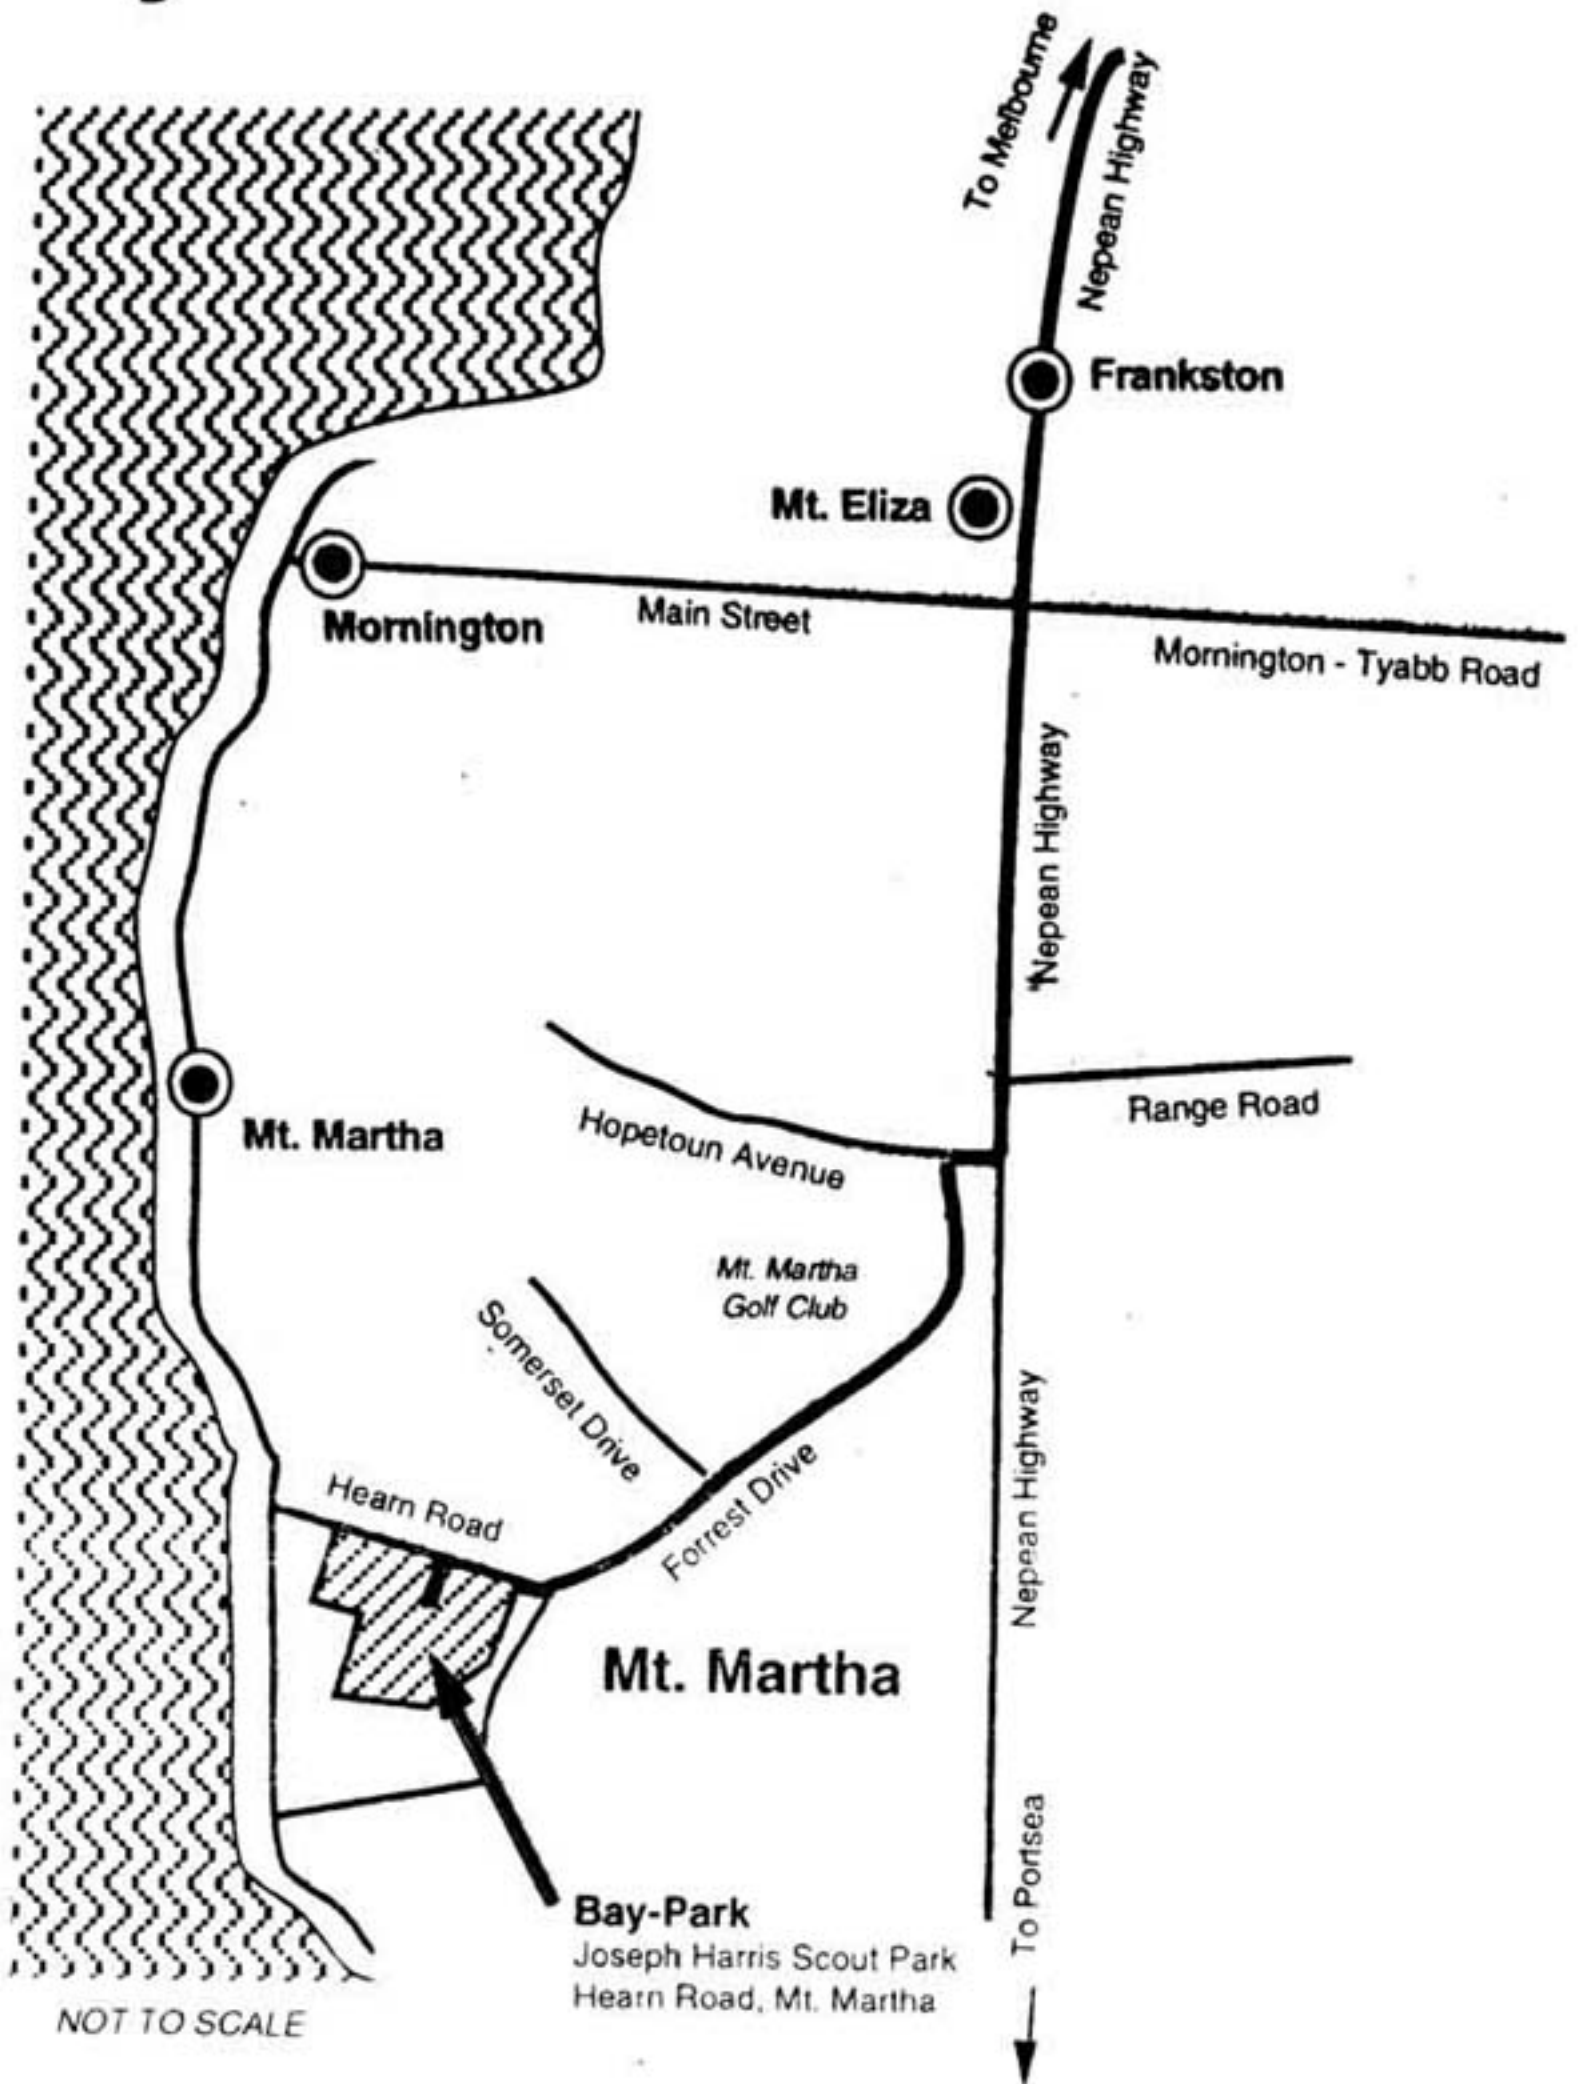 To Melbourne
Nepean Highway
Frankston
Mt. Eliza
Mornington
Main Street
Mornington - Tyabb Road
Nepean Highway
Range Road
Mt. Martha
Hopetoun Avenue
Mt. Martha
Golf Club
Somerset Drive
Forrest Drive
Nepean Highway
Hearn Road
Mt. Martha
To Portsea
Bay-Park
Joseph Harris Scout Park
Hearn Road, Mt. Martha
NOT TO SCALE